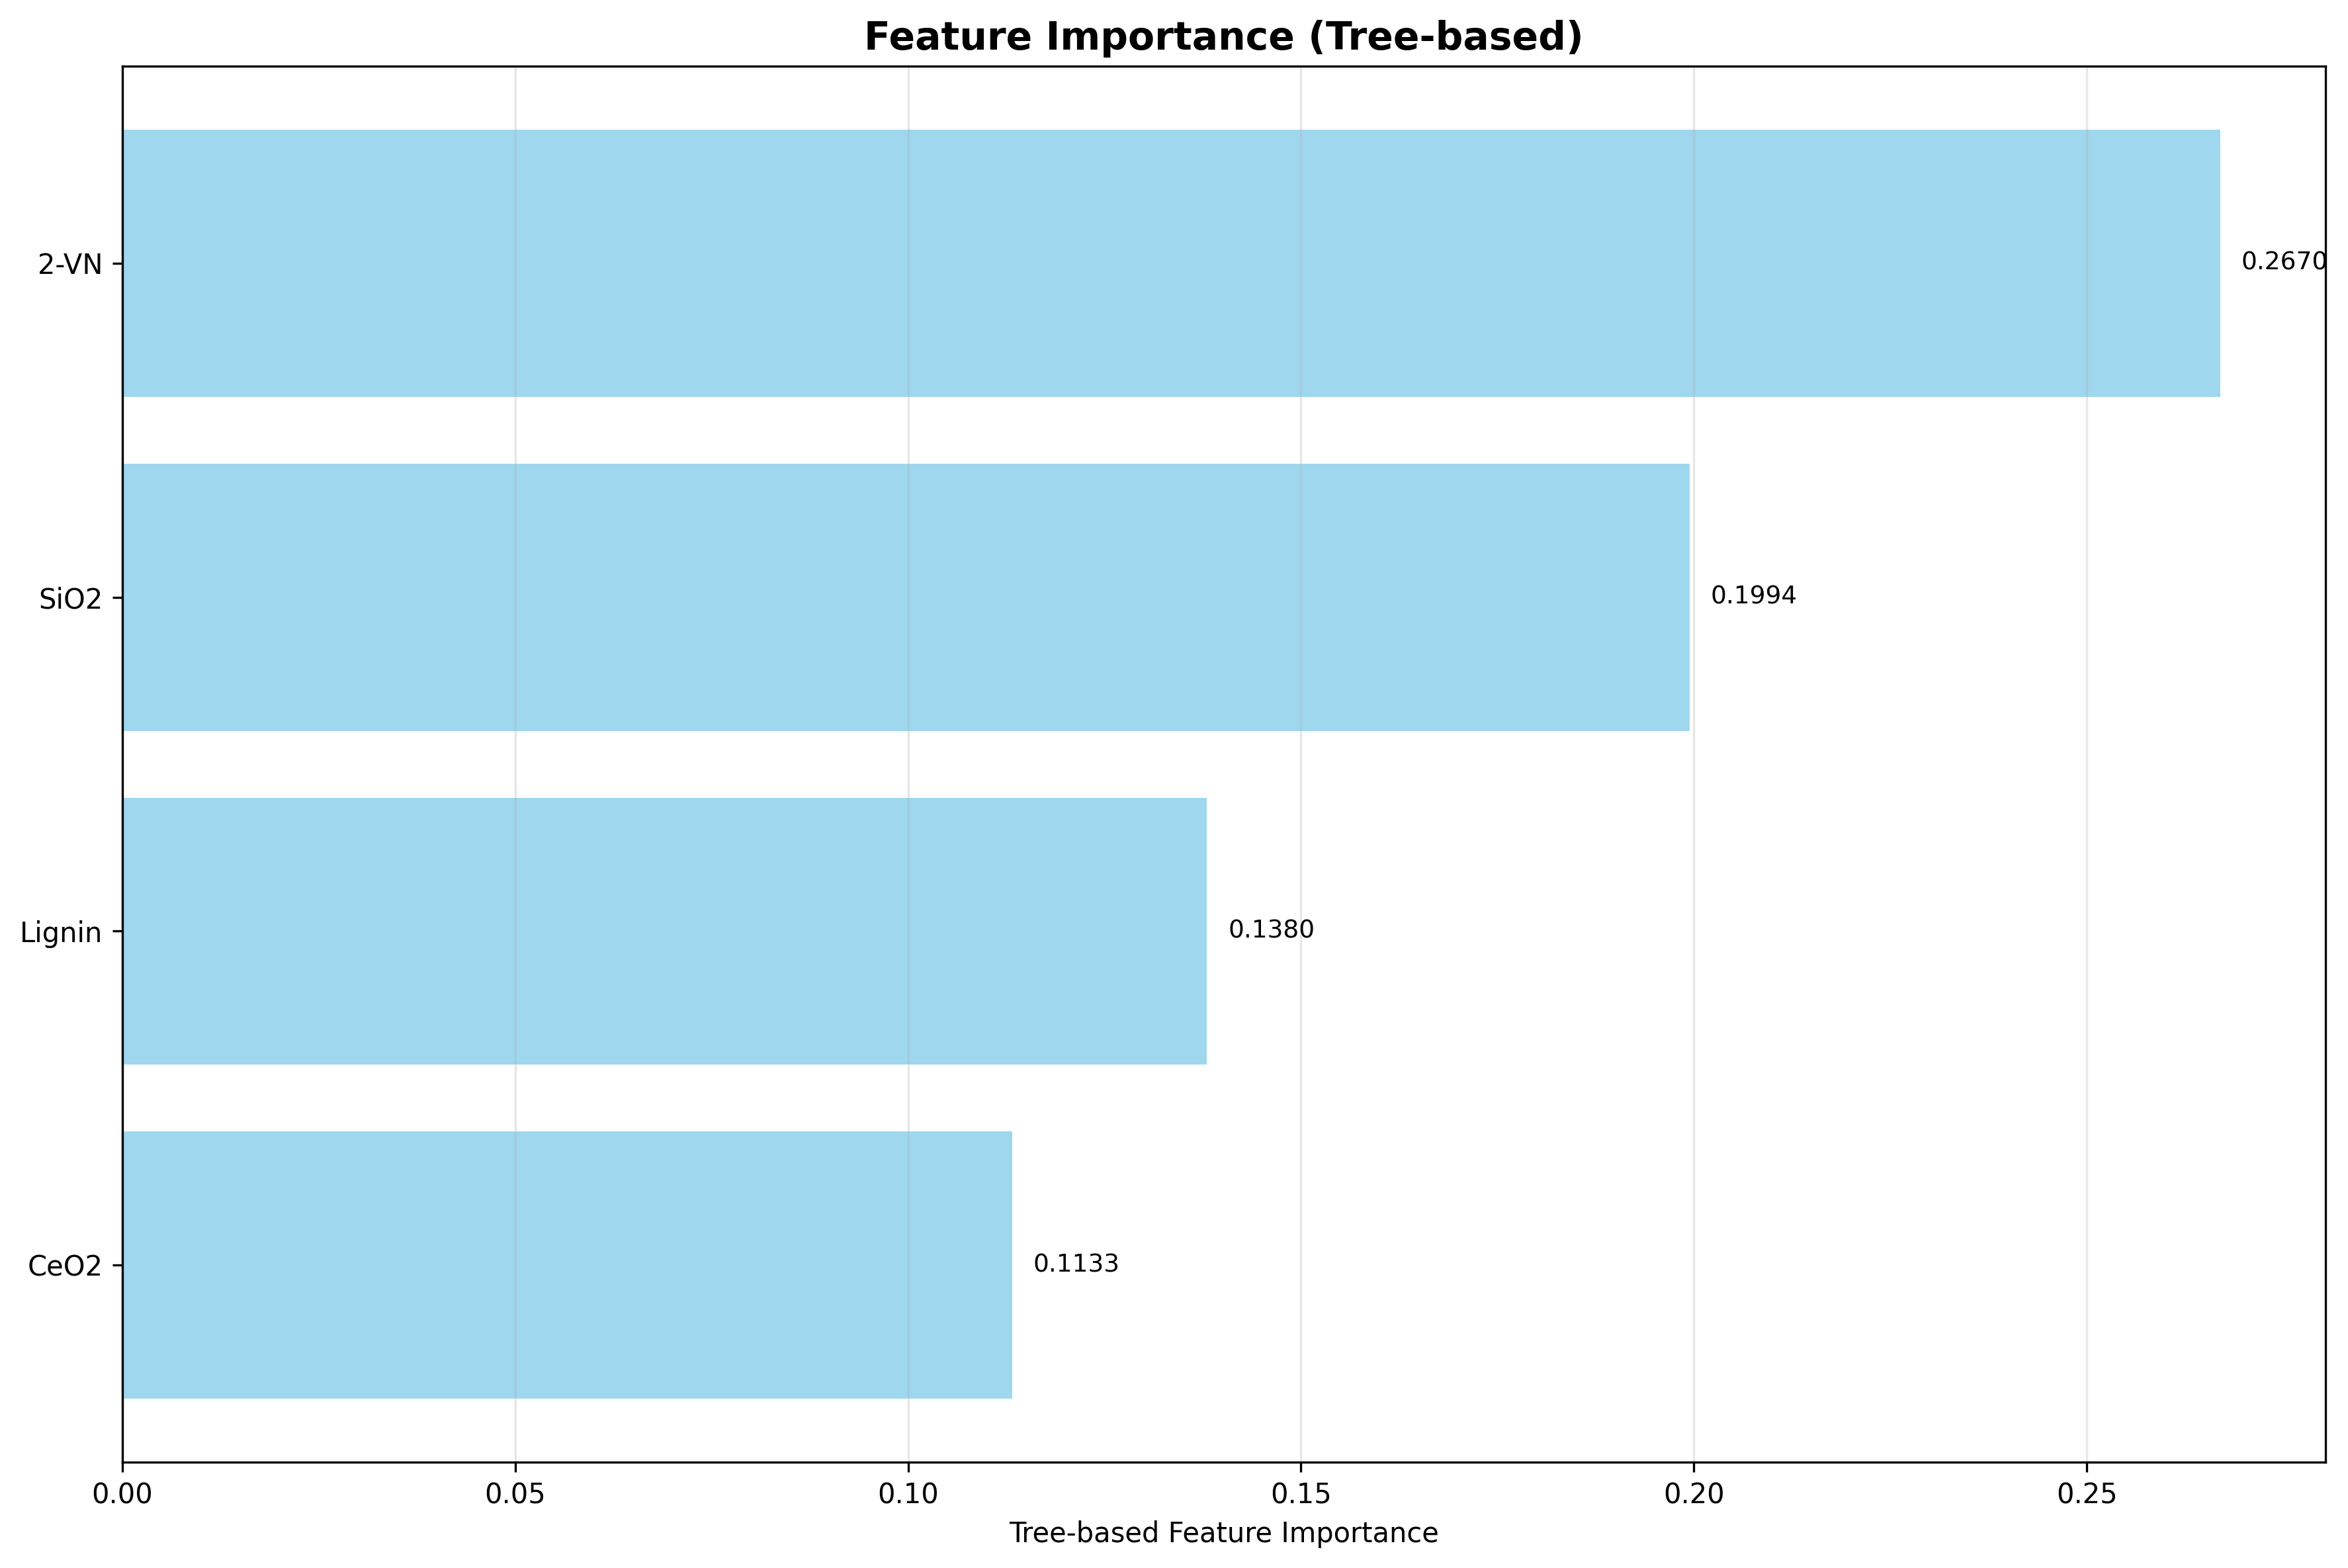 Feature Importance (Tree-based)
2-VN
0.2670
SiO2
0.1994
Lignin
0.1380
CeO2
0.1133
0.00 0.05 0.10 0.15 0.20 0.25
Tree-based Feature Importance